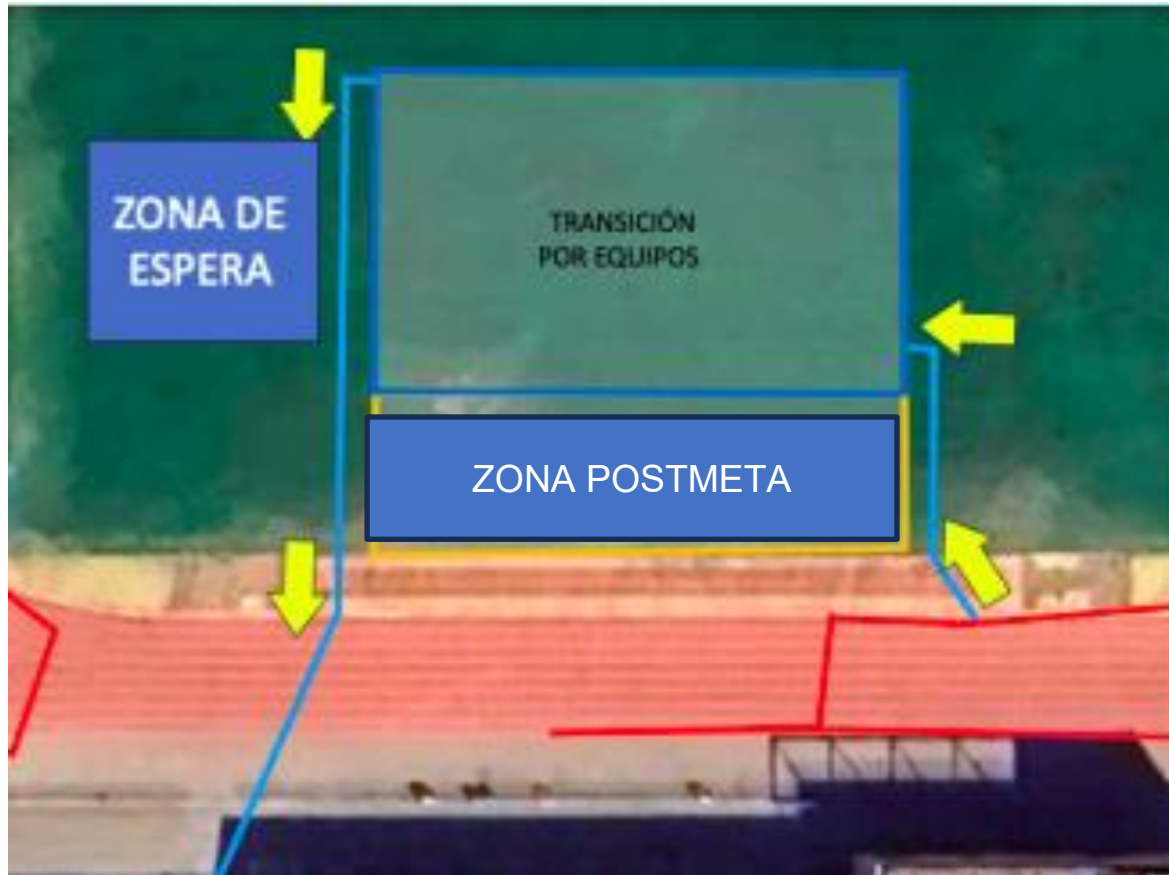 ZONA DE
ESPERA
TRANSICIÓN
POR EQUIPOS
ZONA POSTMETA